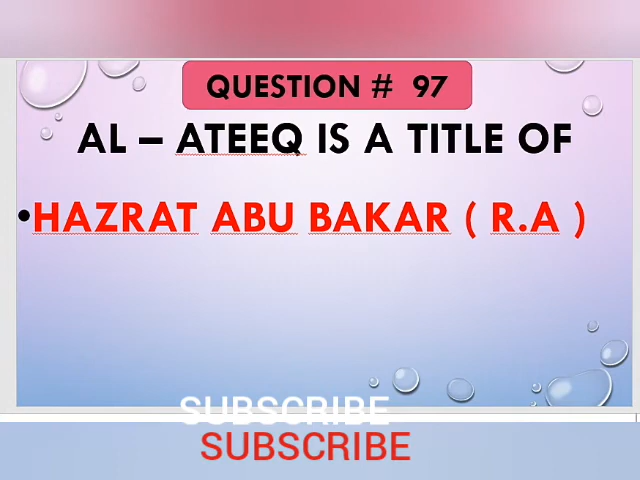 QUESTION # 97
AL – ATEEQ IS A TITLE OF
•HAZRAT ABU BAKAR ( R.A )
SUBSCRIBE
SUBSCRIBE